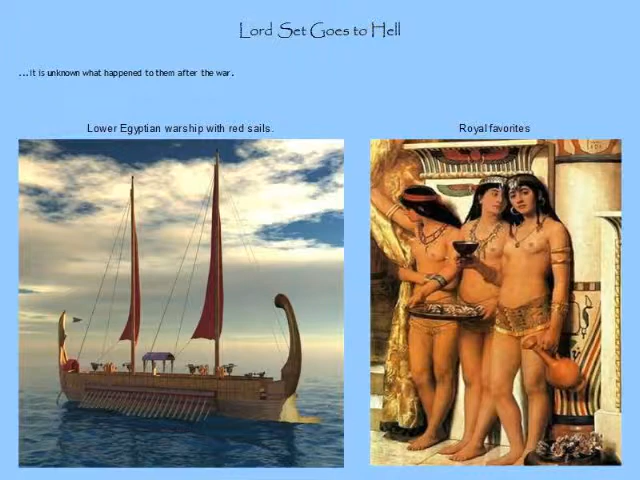 Lord Set Goes to Hell
...it is unknown what happened to them after the war.
Lower Egyptian warship with red sails.
Royal favorites